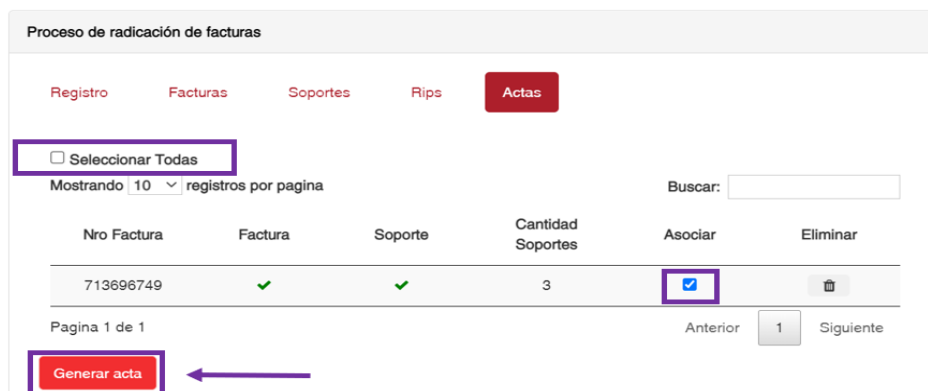 Proceso de radicación de facturas
Registro Facturas Soportes Rips Actas
Seleccionar Todas
Mostrando 10 registros por pagina Buscar:
Nro Factura Factura Soporte Cantidad Soportes Asociar Eliminar
713696749 3
Pagina 1 de 1 Anterior 1 Siguiente
Generar acta